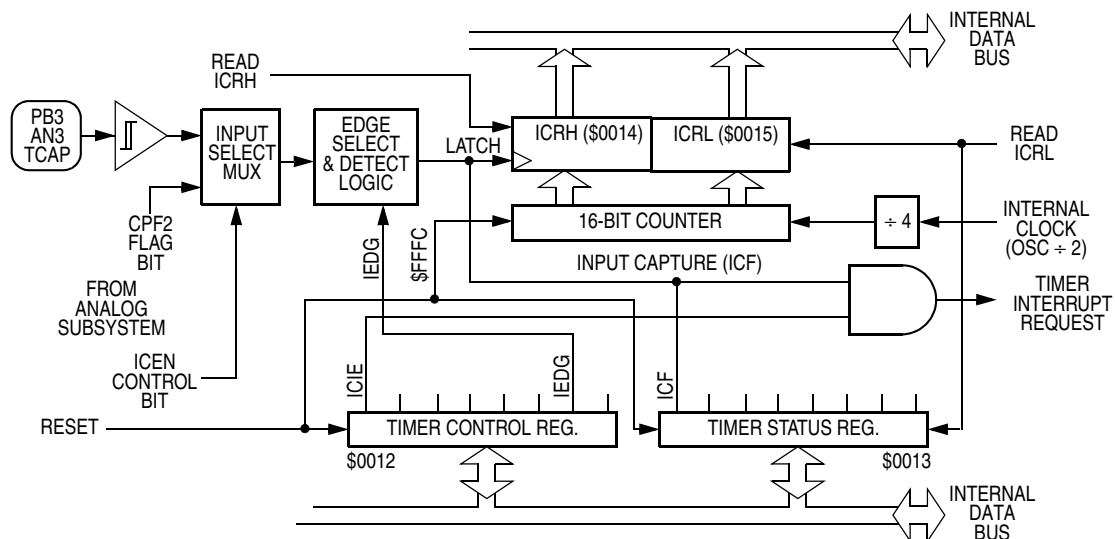 INTERNAL
DATA
BUS
READ
ICRH
PB3
AN3
TCAP
INPUT
SELECT
MUX
EDGE
SELECT
& DETECT
LOGIC
LATCH
ICRH ($0014)
ICRL ($0015)
READ
ICRL
16-BIT COUNTER
÷ 4
INTERNAL
CLOCK
(OSC ÷ 2)
CPF2
FLAG
BIT
IEDG
$FFFC
INPUT CAPTURE (ICF)
FROM
ANALOG
SUBSYSTEM
TIMER
INTERRUPT
REQUEST
ICEN
CONTROL
BIT
ICIE
IEDG
ICF
RESET
TIMER CONTROL REG.
TIMER STATUS REG.
$0012
$0013
INTERNAL
DATA
BUS